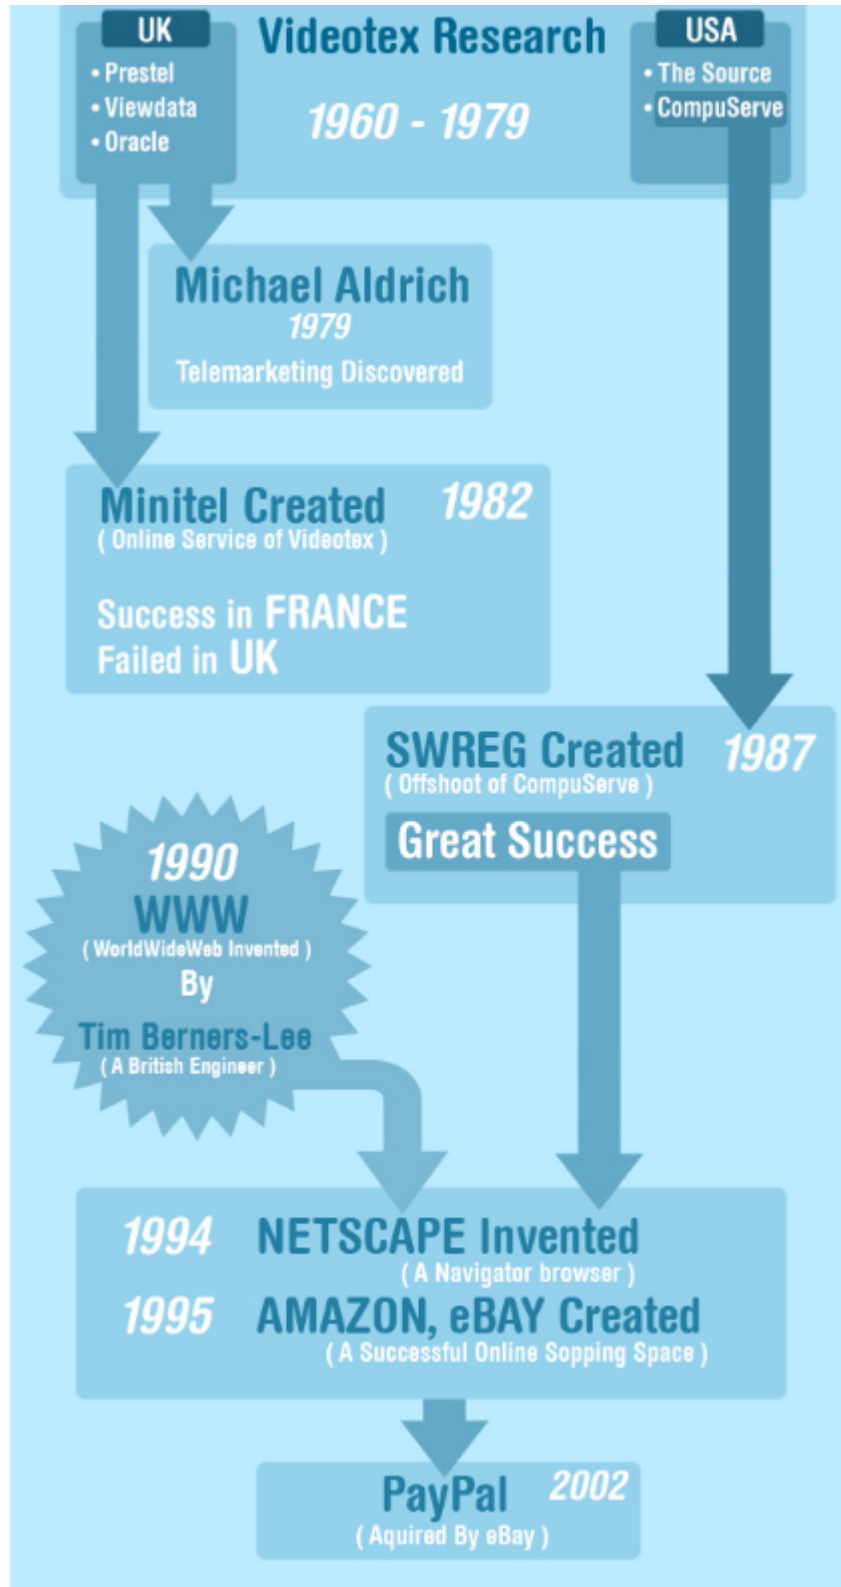 UK
• Prestel
• Viewdata
• Oracle
Videotex Research
1960 - 1979
USA
• The Source
• CompuServe
Michael Aldrich
1979
Telemarketing Discovered
Minitel Created 1982
( Online Service of Videotex )
Success in FRANCE
Failed in UK
SWREG Created 1987
( Offshoot of CompuServe )
Great Success
1990
WWW
( WorldWideWeb Invented )
By
Tim Berners-Lee
( A British Engineer )
1994 NETSCAPE Invented
( A Navigator browser )
1995 AMAZON, eBAY Created
( A Successful Online Sopping Space )
PayPal 2002
( Aquired By eBay )